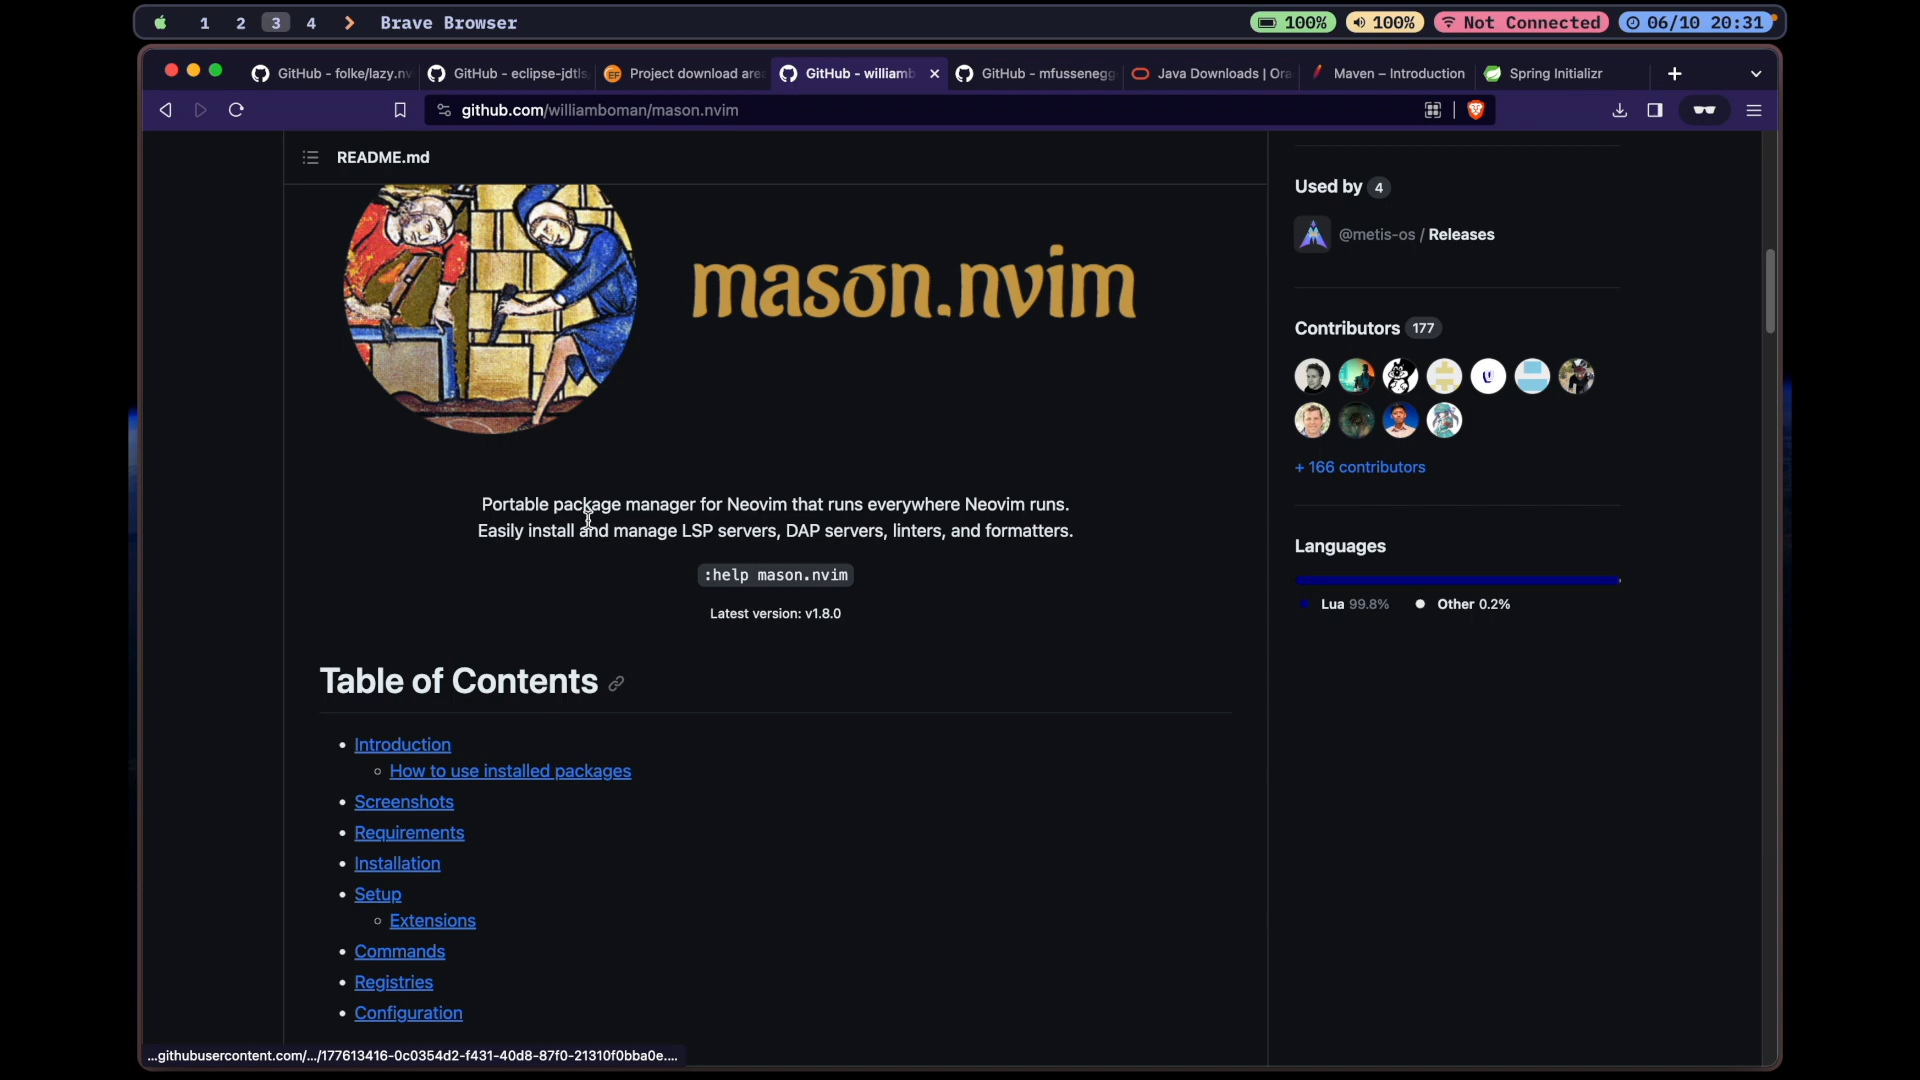 1 2 3 4 Brave Browser 100% 100% Not Connected 06/10 20:31
GitHub - folke/lazy.nv GitHub - eclipse-jdtls Project download area GitHub - williamb GitHub - mfussenegg Java Downloads | Ora Maven – Introduction Spring Initializr
github.com/williamboman/mason.nvim
README.md
mason.nvim
Portable package manager for Neovim that runs everywhere Neovim runs.
Easily install and manage LSP servers, DAP servers, linters, and formatters.
:help mason.nvim
Latest version: v1.8.0
Table of Contents
Introduction
How to use installed packages
Screenshots
Requirements
Installation
Setup
Extensions
Commands
Registries
Configuration
Used by 4
@metis-os / Releases
Contributors 177
+ 166 contributors
Languages
Lua 99.8% Other 0.2%
...githubusercontent.com/.../177613416-0c0354d2-f431-40d8-87f0-21310f0bba0e....